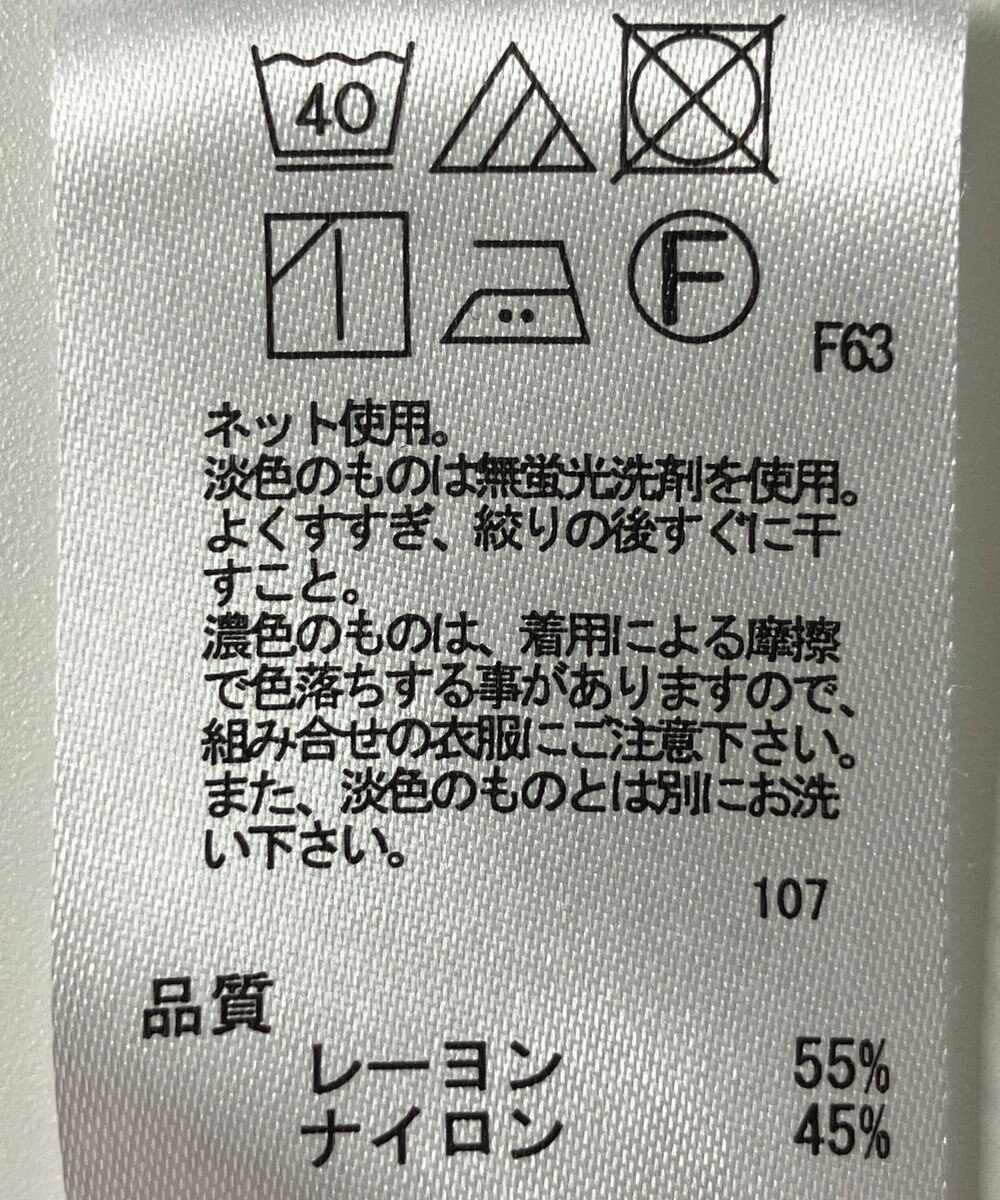 40
F
F63
ネット使用。
淡色のものは無蛍光洗剤を使用。
よくすすぎ、絞りの後すぐに干
すこと。
濃色のものは、着用による摩擦
で色落ちする事がありますので、
組み合せの衣服にご注意下さい。
また、淡色のものとは別にお洗
い下さい。
107
品質
レーヨン 55%
ナイロン 45%